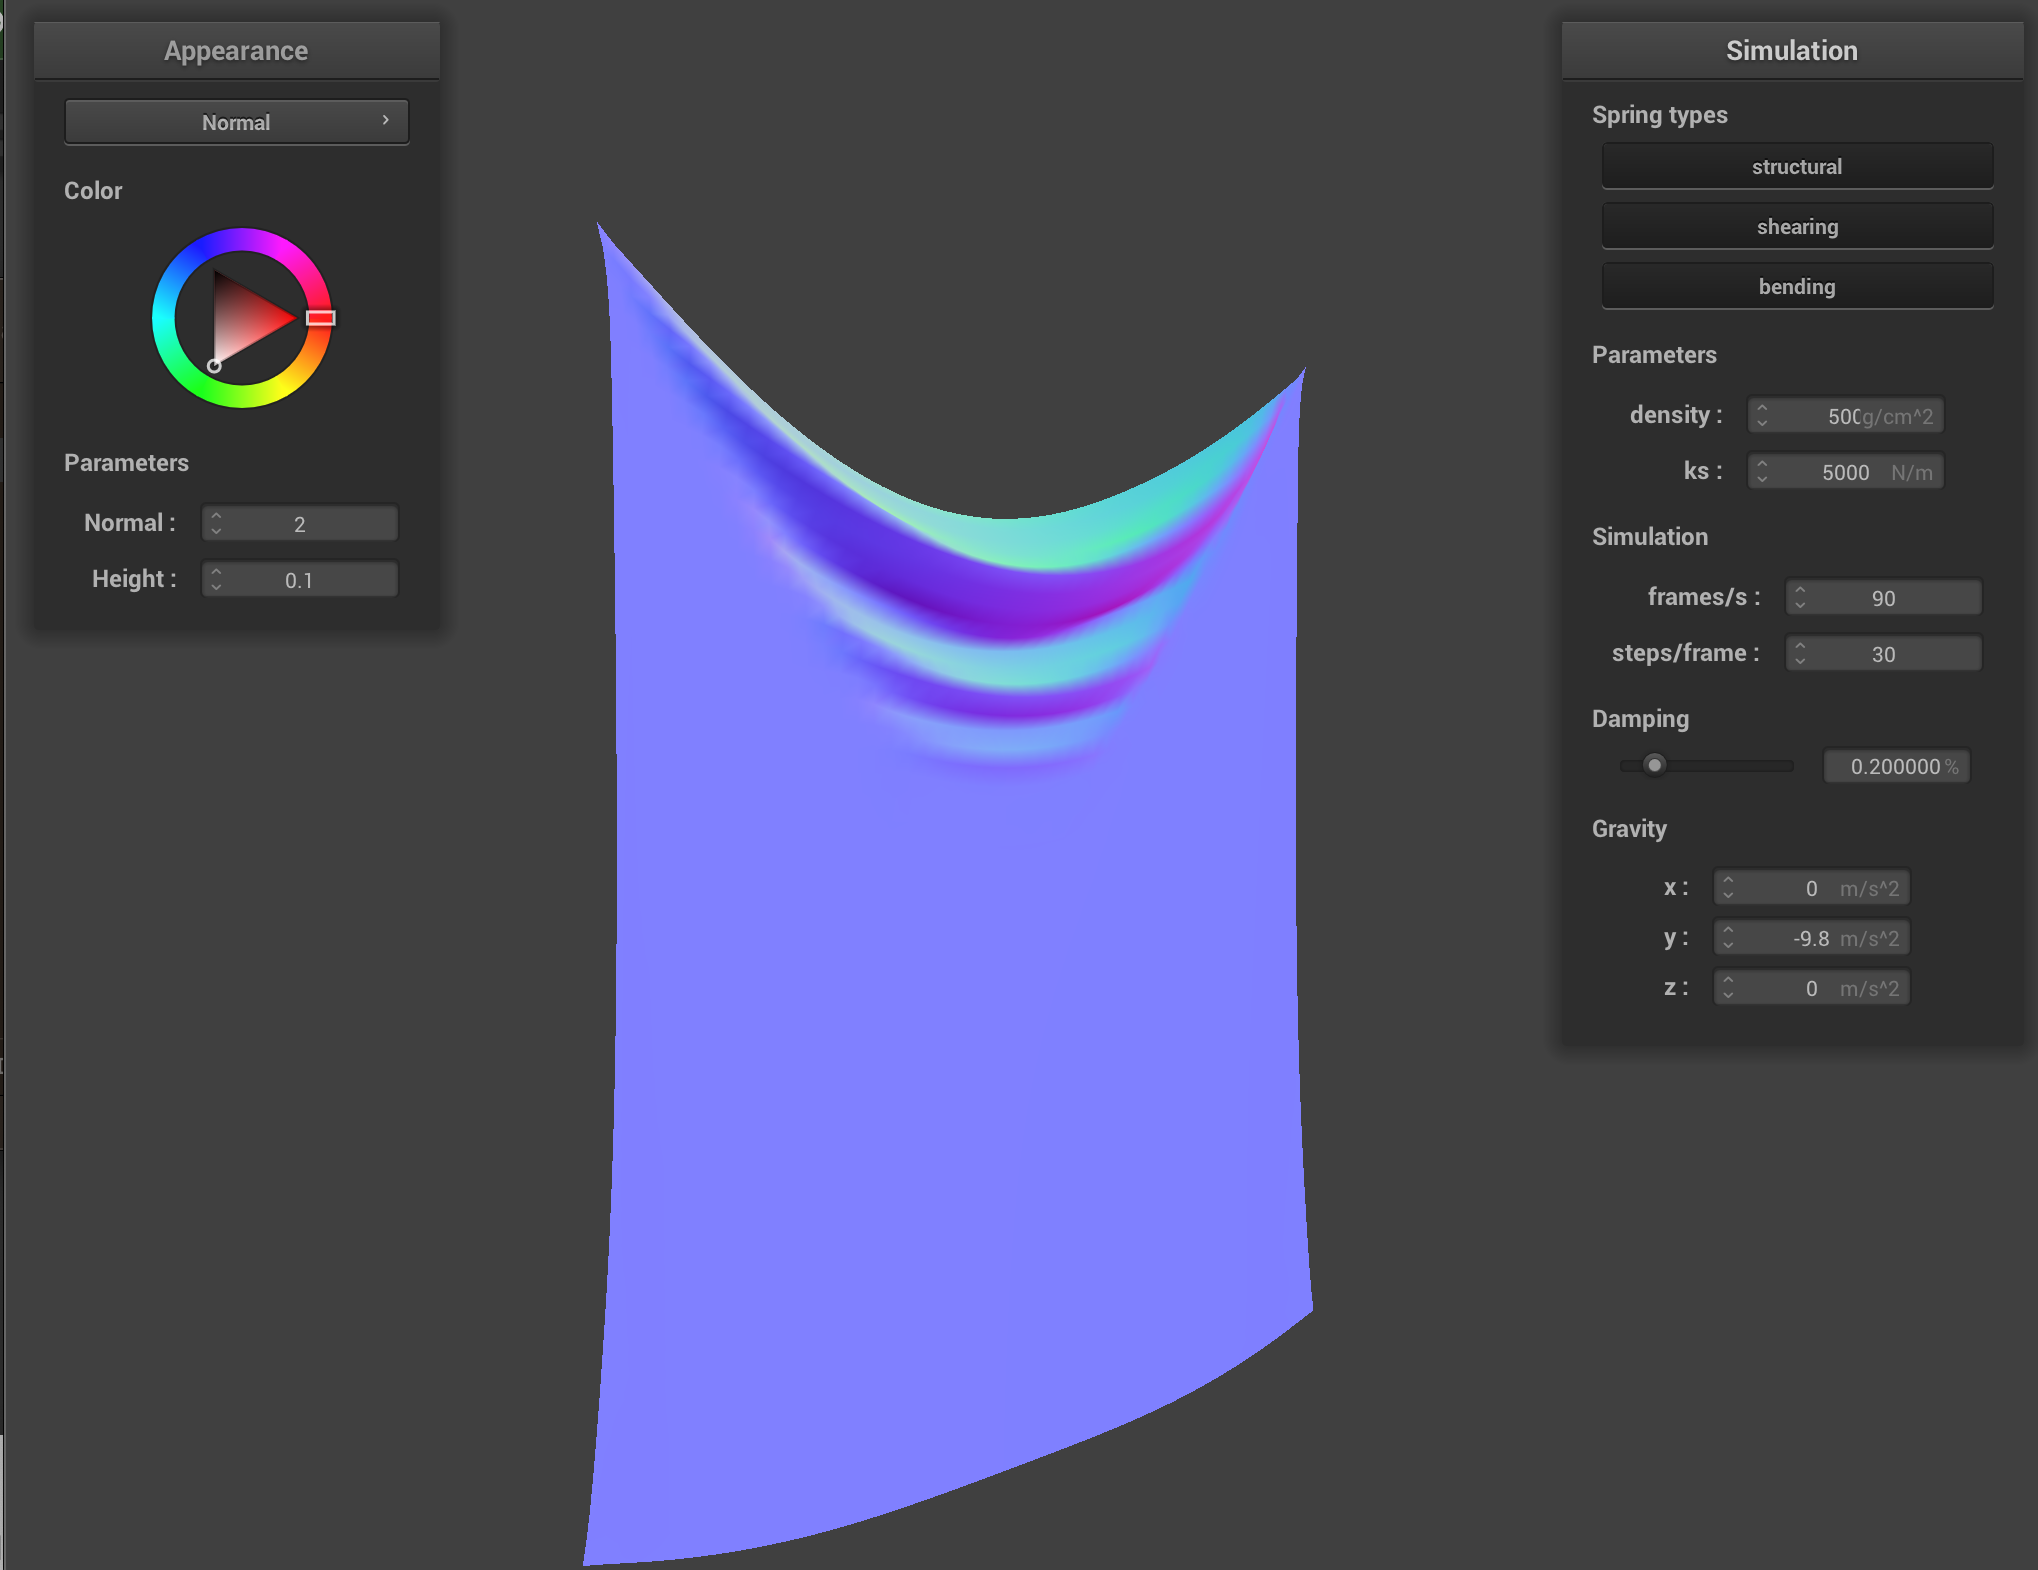 Appearance
Normal
Color
Parameters
Normal : 2
Height : 0.1
Simulation
Spring types
structural
shearing
bending
Parameters
density : 500 g/cm^2
ks : 5000 N/m
Simulation
frames/s : 90
steps/frame : 30
Damping
0.200000 %
Gravity
x : 0 m/s^2
y : -9.8 m/s^2
z : 0 m/s^2